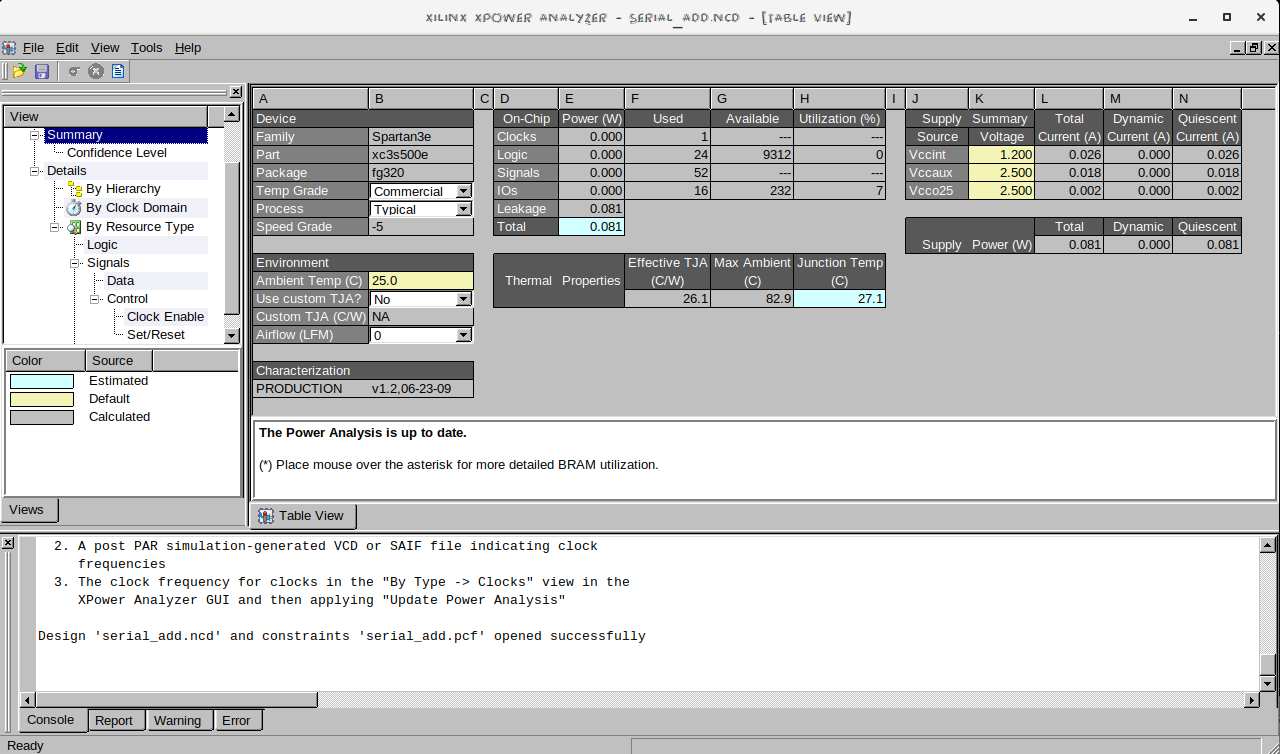 XILINX XPOWER ANALYZER - SERIAL_ADD.NCD - [TABLE VIEW]
File Edit View Tools Help
View
Summary
Confidence Level
Details
By Hierarchy
By Clock Domain
By Resource Type
Logic
Signals
Data
Control
Clock Enable
Set/Reset
Color Source
Estimated
Default
Calculated
Views
A B C D E F G H I J K L M N
Device
Family Spartan3e
Part xc3s500e
Package fg320
Temp Grade Commercial
Process Typical
Speed Grade -5
Environment
Ambient Temp (C) 25.0
Use custom TJA? No
Custom TJA (C/W) NA
Airflow (LFM) 0
Characterization
PRODUCTION v1.2,06-23-09
On-Chip Power (W) Used Available Utilization (%)
Clocks 0.000 1 --- ---
Logic 0.000 24 9312 0
Signals 0.000 52 --- ---
IOs 0.000 16 232 7
Leakage 0.081
Total 0.081
Effective TJA Max Ambient Junction Temp
Thermal Properties (C/W) (C) (C)
26.1 82.9 27.1
Supply Summary Total Dynamic Quiescent
Source Voltage Current (A) Current (A) Current (A)
Vccint 1.200 0.026 0.000 0.026
Vccaux 2.500 0.018 0.000 0.018
Vcco25 2.500 0.002 0.000 0.002
Total Dynamic Quiescent
Supply Power (W) 0.081 0.000 0.081
The Power Analysis is up to date.
(*) Place mouse over the asterisk for more detailed BRAM utilization.
Table View
2. A post PAR simulation-generated VCD or SAIF file indicating clock
frequencies
3. The clock frequency for clocks in the "By Type -> Clocks" view in the
XPower Analyzer GUI and then applying "Update Power Analysis"
Design 'serial_add.ncd' and constraints 'serial_add.pcf' opened successfully
Console Report Warning Error
Ready